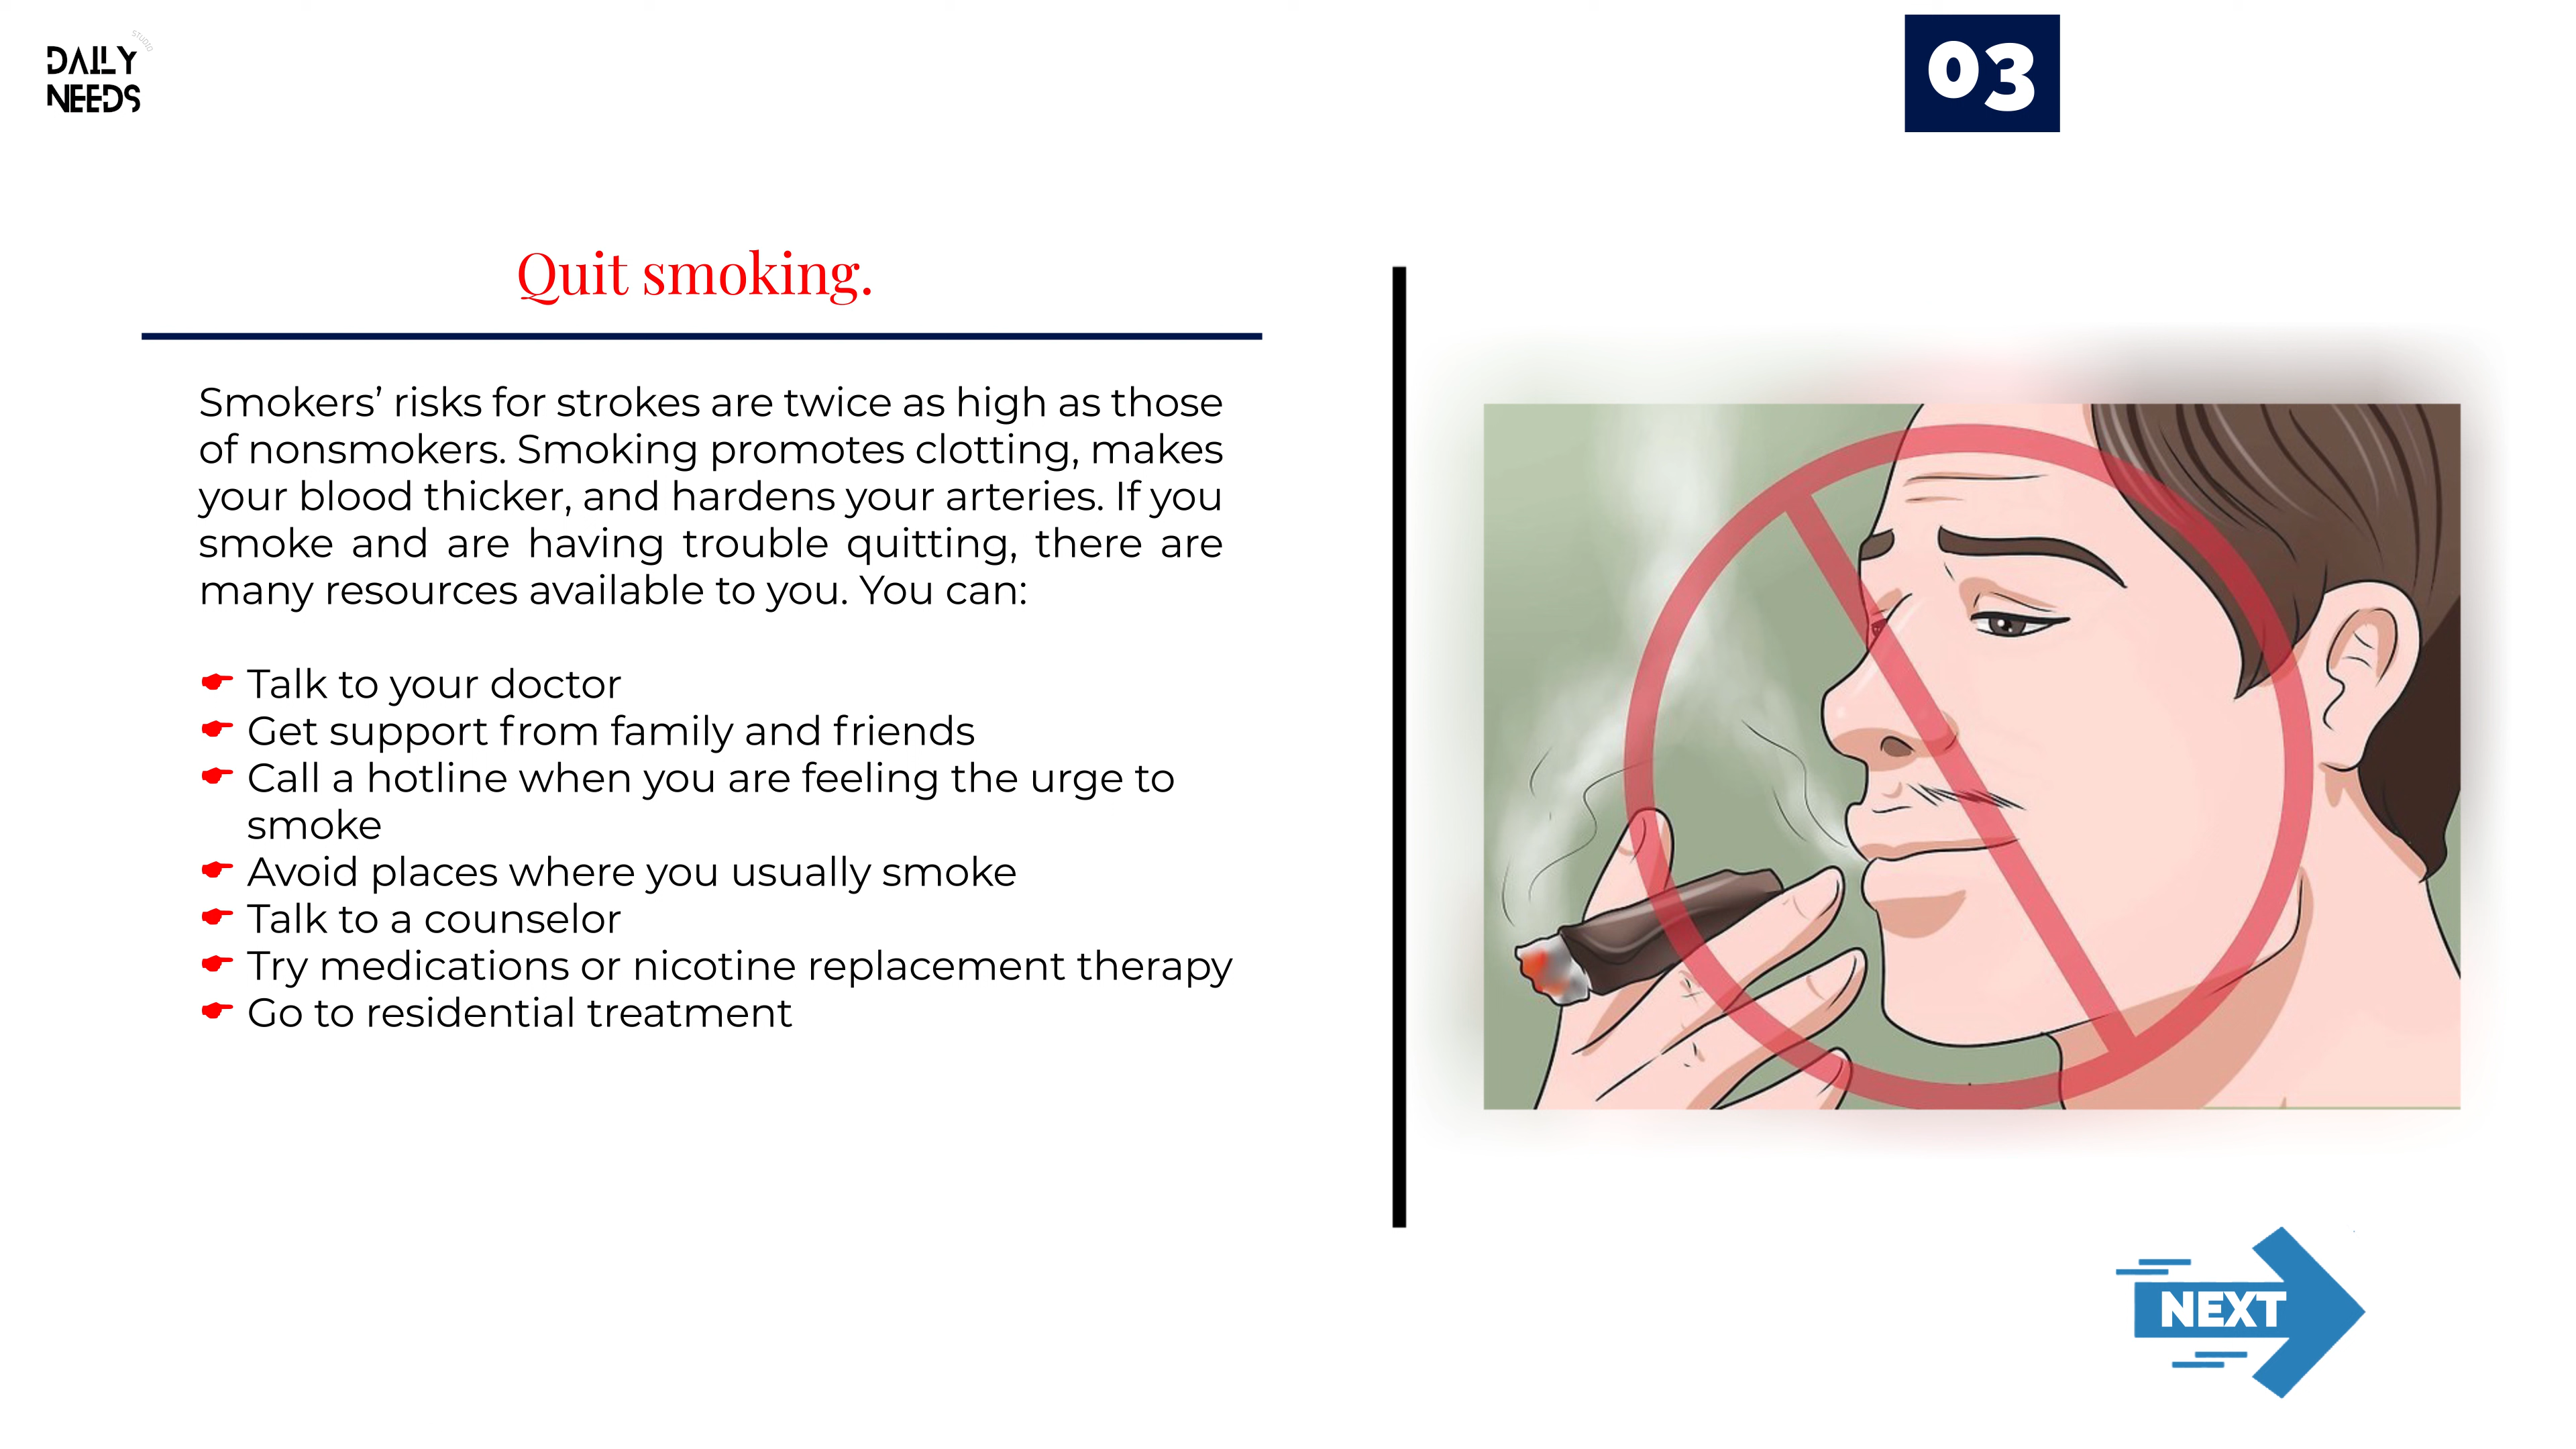 DAILY
NEEDS
STUDIO
03
Quit smoking.
Smokers’ risks for strokes are twice as high as those
of nonsmokers. Smoking promotes clotting, makes
your blood thicker, and hardens your arteries. If you
smoke and are having trouble quitting, there are
many resources available to you. You can:
Talk to your doctor
Get support from family and friends
Call a hotline when you are feeling the urge to
smoke
Avoid places where you usually smoke
Talk to a counselor
Try medications or nicotine replacement therapy
Go to residential treatment
NEXT